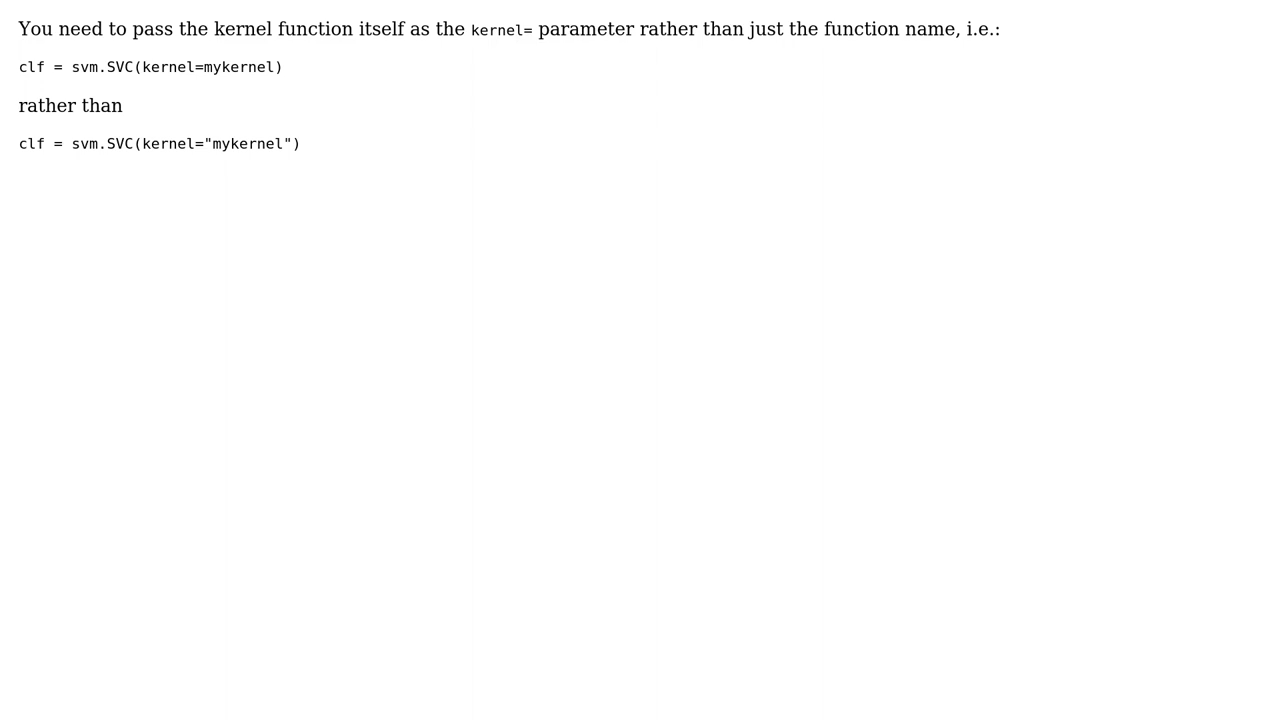 You need to pass the kernel function itself as the kernel= parameter rather than just the function name, i.e.:
clf = svm.SVC(kernel=mykernel)
rather than
clf = svm.SVC(kernel="mykernel")